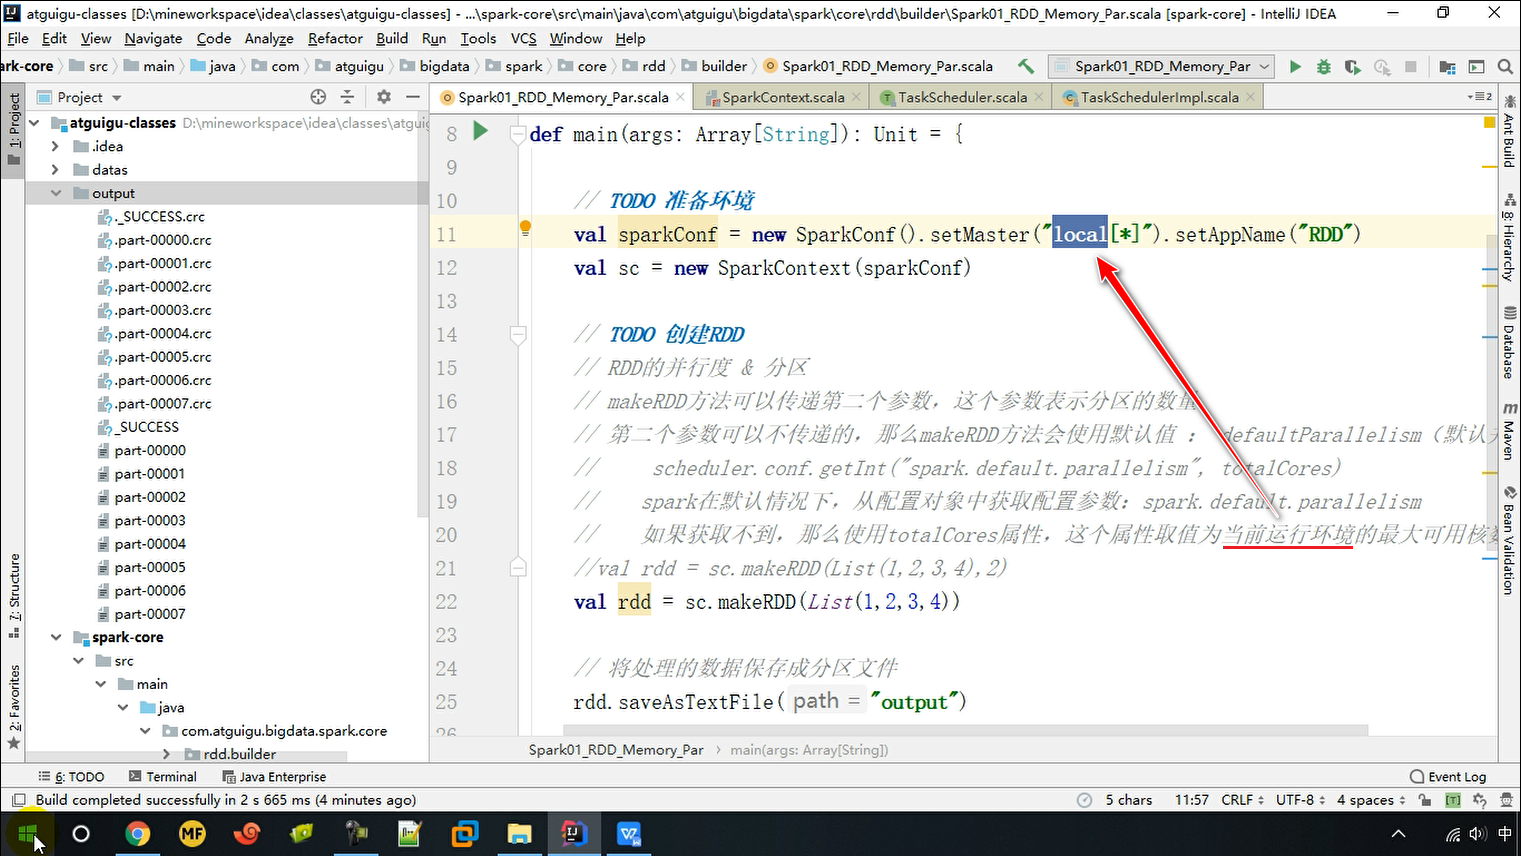 atguigu-classes [D:\mineworkspace\idea\classes\atguigu-classes] - ...\spark-core\src\main\java\com\atguigu\bigdata\spark\core\rdd\builder\Spark01_RDD_Memory_Par.scala [spark-core] - IntelliJ IDEA
File Edit View Navigate Code Analyze Refactor Build Run Tools VCS Window Help
rk-core src main java com atguigu bigdata spark core rdd builder Spark01_RDD_Memory_Par.scala Spark01_RDD_Memory_Par
Project
Spark01_RDD_Memory_Par.scala SparkContext.scala TaskScheduler.scala TaskSchedulerImpl.scala
1: Project
7: Structure
2: Favorites
atguigu-classes D:\mineworkspace\idea\classes\atguig
.idea
datas
output
._SUCCESS.crc
.part-00000.crc
.part-00001.crc
.part-00002.crc
.part-00003.crc
.part-00004.crc
.part-00005.crc
.part-00006.crc
.part-00007.crc
_SUCCESS
part-00000
part-00001
part-00002
part-00003
part-00004
part-00005
part-00006
part-00007
spark-core
src
main
java
com.atguigu.bigdata.spark.core
rdd.builder
8 def main(args: Array[String]): Unit = {
9
10 // TODO 准备环境
11 val sparkConf = new SparkConf().setMaster("local[*]").setAppName("RDD")
12 val sc = new SparkContext(sparkConf)
13
14 // TODO 创建RDD
15 // RDD的并行度 & 分区
16 // makeRDD方法可以传递第二个参数，这个参数表示分区的数量
17 // 第二个参数可以不传递的，那么makeRDD方法会使用默认值 ： defaultParallelism（默认
18 // scheduler.conf.getInt("spark.default.parallelism", totalCores)
19 // spark在默认情况下，从配置对象中获取配置参数：spark.default.parallelism
20 // 如果获取不到，那么使用totalCores属性，这个属性取值为当前运行环境的最大可用核
21 //val rdd = sc.makeRDD(List(1,2,3,4),2)
22 val rdd = sc.makeRDD(List(1,2,3,4))
23
24 // 将处理的数据保存成分区文件
25 rdd.saveAsTextFile( path = "output")
26
Spark01_RDD_Memory_Par main(args: Array[String])
Ant Build
8: Hierarchy
Database
Maven
Bean Validation
6: TODO Terminal Java Enterprise Event Log
Build completed successfully in 2 s 665 ms (4 minutes ago) 5 chars 11:57 CRLF UTF-8 4 spaces
MF
中